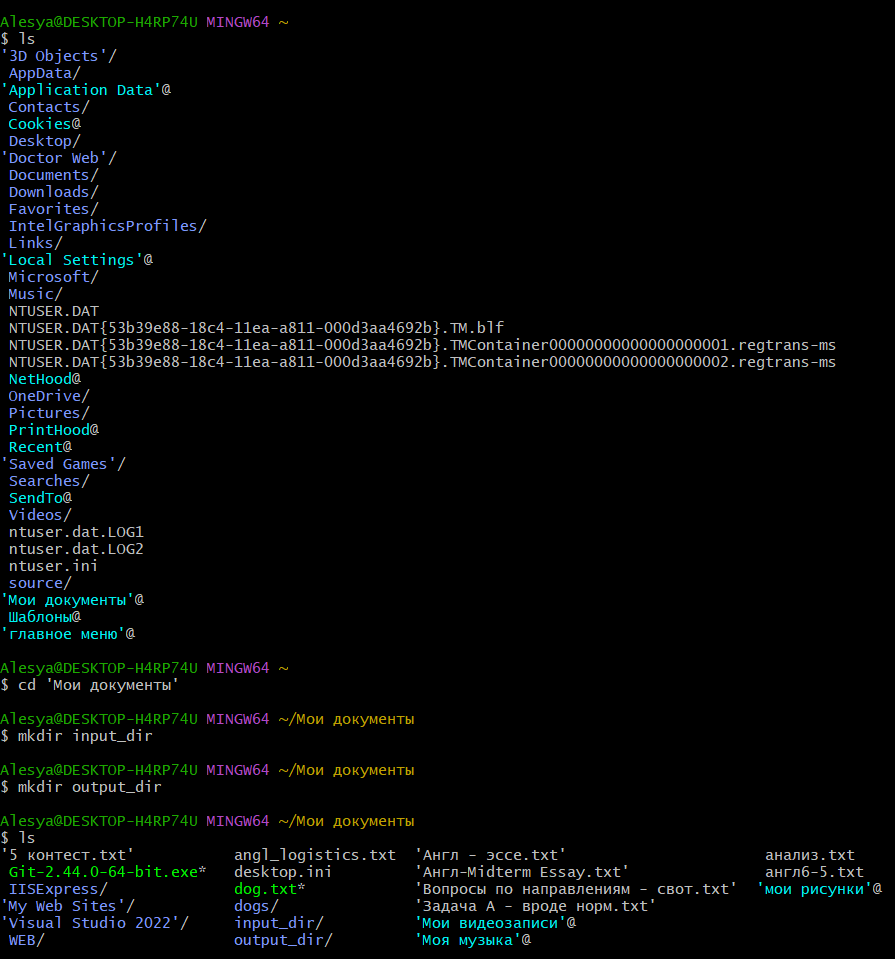 Alesya@DESKTOP-H4RP74U MINGW64 ~
$ ls
'3D Objects'/
AppData/
'Application Data'@
Contacts/
Cookies@
Desktop/
'Doctor Web'/
Documents/
Downloads/
Favorites/
IntelGraphicsProfiles/
Links/
'Local Settings'@
Microsoft/
Music/
NTUSER.DAT
NTUSER.DAT{53b39e88-18c4-11ea-a811-000d3aa4692b}.TM.blf
NTUSER.DAT{53b39e88-18c4-11ea-a811-000d3aa4692b}.TMContainer00000000000000000001.regtrans-ms
NTUSER.DAT{53b39e88-18c4-11ea-a811-000d3aa4692b}.TMContainer00000000000000000002.regtrans-ms
NetHood@
OneDrive/
Pictures/
PrintHood@
Recent@
'Saved Games'/
Searches/
SendTo@
Videos/
ntuser.dat.LOG1
ntuser.dat.LOG2
ntuser.ini
source/
'Мои документы'@
Шаблоны@
'главное меню'@
Alesya@DESKTOP-H4RP74U MINGW64 ~
$ cd 'Мои документы'
Alesya@DESKTOP-H4RP74U MINGW64 ~/Мои документы
$ mkdir input_dir
Alesya@DESKTOP-H4RP74U MINGW64 ~/Мои документы
$ mkdir output_dir
Alesya@DESKTOP-H4RP74U MINGW64 ~/Мои документы
$ ls
'5 контест.txt' angl_logistics.txt 'Англ - эссе.txt' анализ.txt
Git-2.44.0-64-bit.exe* desktop.ini 'Англ-Midterm Essay.txt' англ6-5.txt
IISExpress/ dog.txt* 'Вопросы по направлениям - свот.txt' 'мои рисунки'@
'My Web Sites'/ dogs/ 'Задача А - вроде норм.txt'
'Visual Studio 2022'/ input_dir/ 'Мои видеозаписи'@
WEB/ output_dir/ 'Моя музыка'@